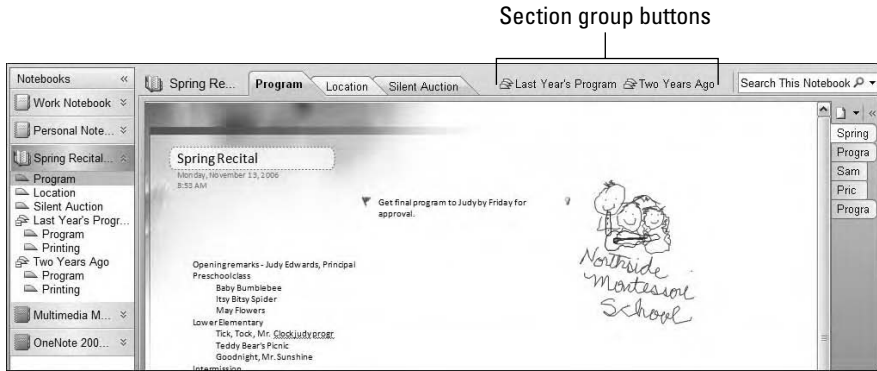 Section group buttons
Notebooks «
Spring Re... Program Location Silent Auction Last Year's Program Two Years Ago Search This Notebook
Work Notebook
Personal Note...
Spring Recital...
Program
Location
Silent Auction
Last Year's Progr...
Program
Printing
Two Years Ago
Program
Printing
Multimedia M...
OneNote 200...
Spring Recital
Monday, November 13, 2006
8:53 AM
Get final program to Judy by Friday for
approval.
Opening remarks - Judy Edwards, Principal
Preschool class
Baby Bumblebee
Itsy Bitsy Spider
May Flowers
Lower Elementary
Tick, Tock, Mr. Clockjudyprogr
Teddy Bear's Picnic
Goodnight, Mr. Sunshine
Intermission
Northside
Montessori
School
«
Spring
Progra
Sam
Pric
Progra